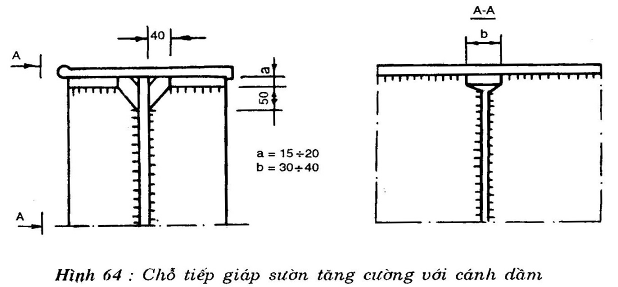 A-A
40
b
A
a
50
a = 15÷20
b = 30÷40
A
Hình 64 : Chỗ tiếp giáp sườn tăng cường với cánh dầm